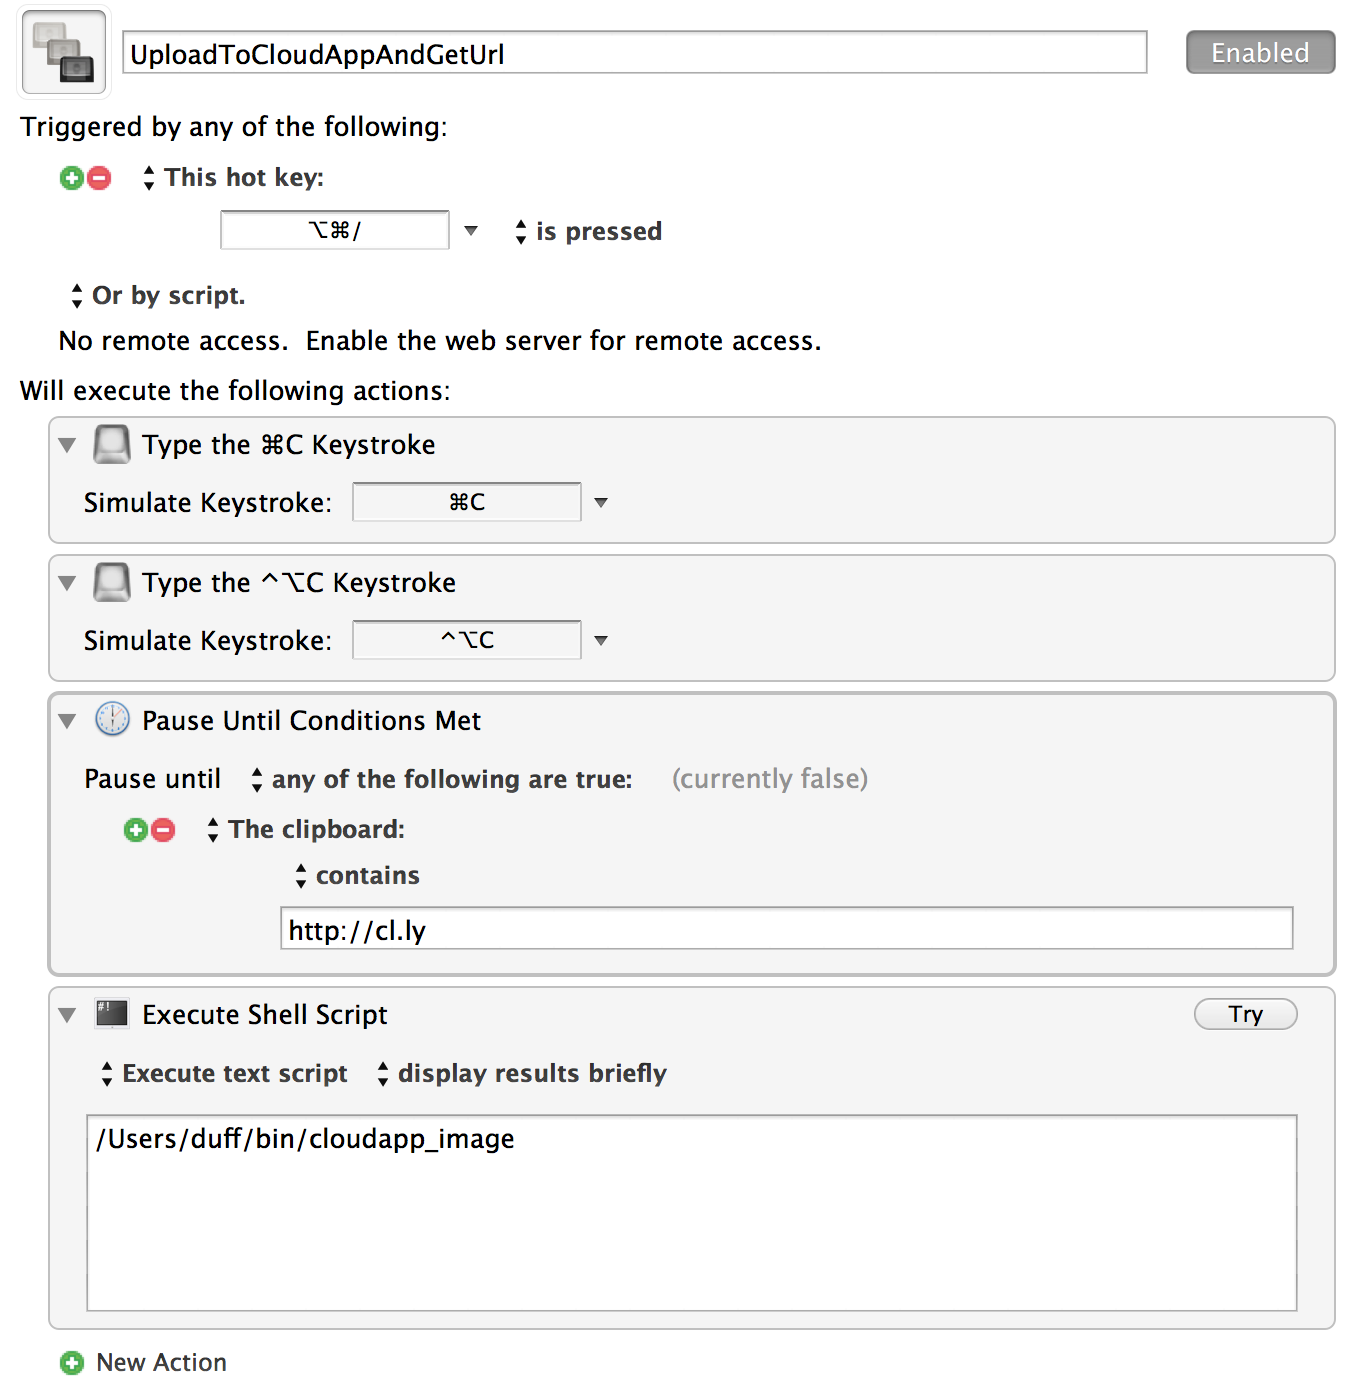 UploadToCloudAppAndGetUrl
Enabled
Triggered by any of the following:
This hot key:
⌥⌘/
is pressed
Or by script.
No remote access.  Enable the web server for remote access.
Will execute the following actions:
Type the ⌘C Keystroke
Simulate Keystroke: ⌘C
Type the ^⌥C Keystroke
Simulate Keystroke: ^⌥C
Pause Until Conditions Met
Pause until any of the following are true: (currently false)
The clipboard:
contains
http://cl.ly
#! Execute Shell Script
Try
Execute text script display results briefly
/Users/duff/bin/cloudapp_image
New Action